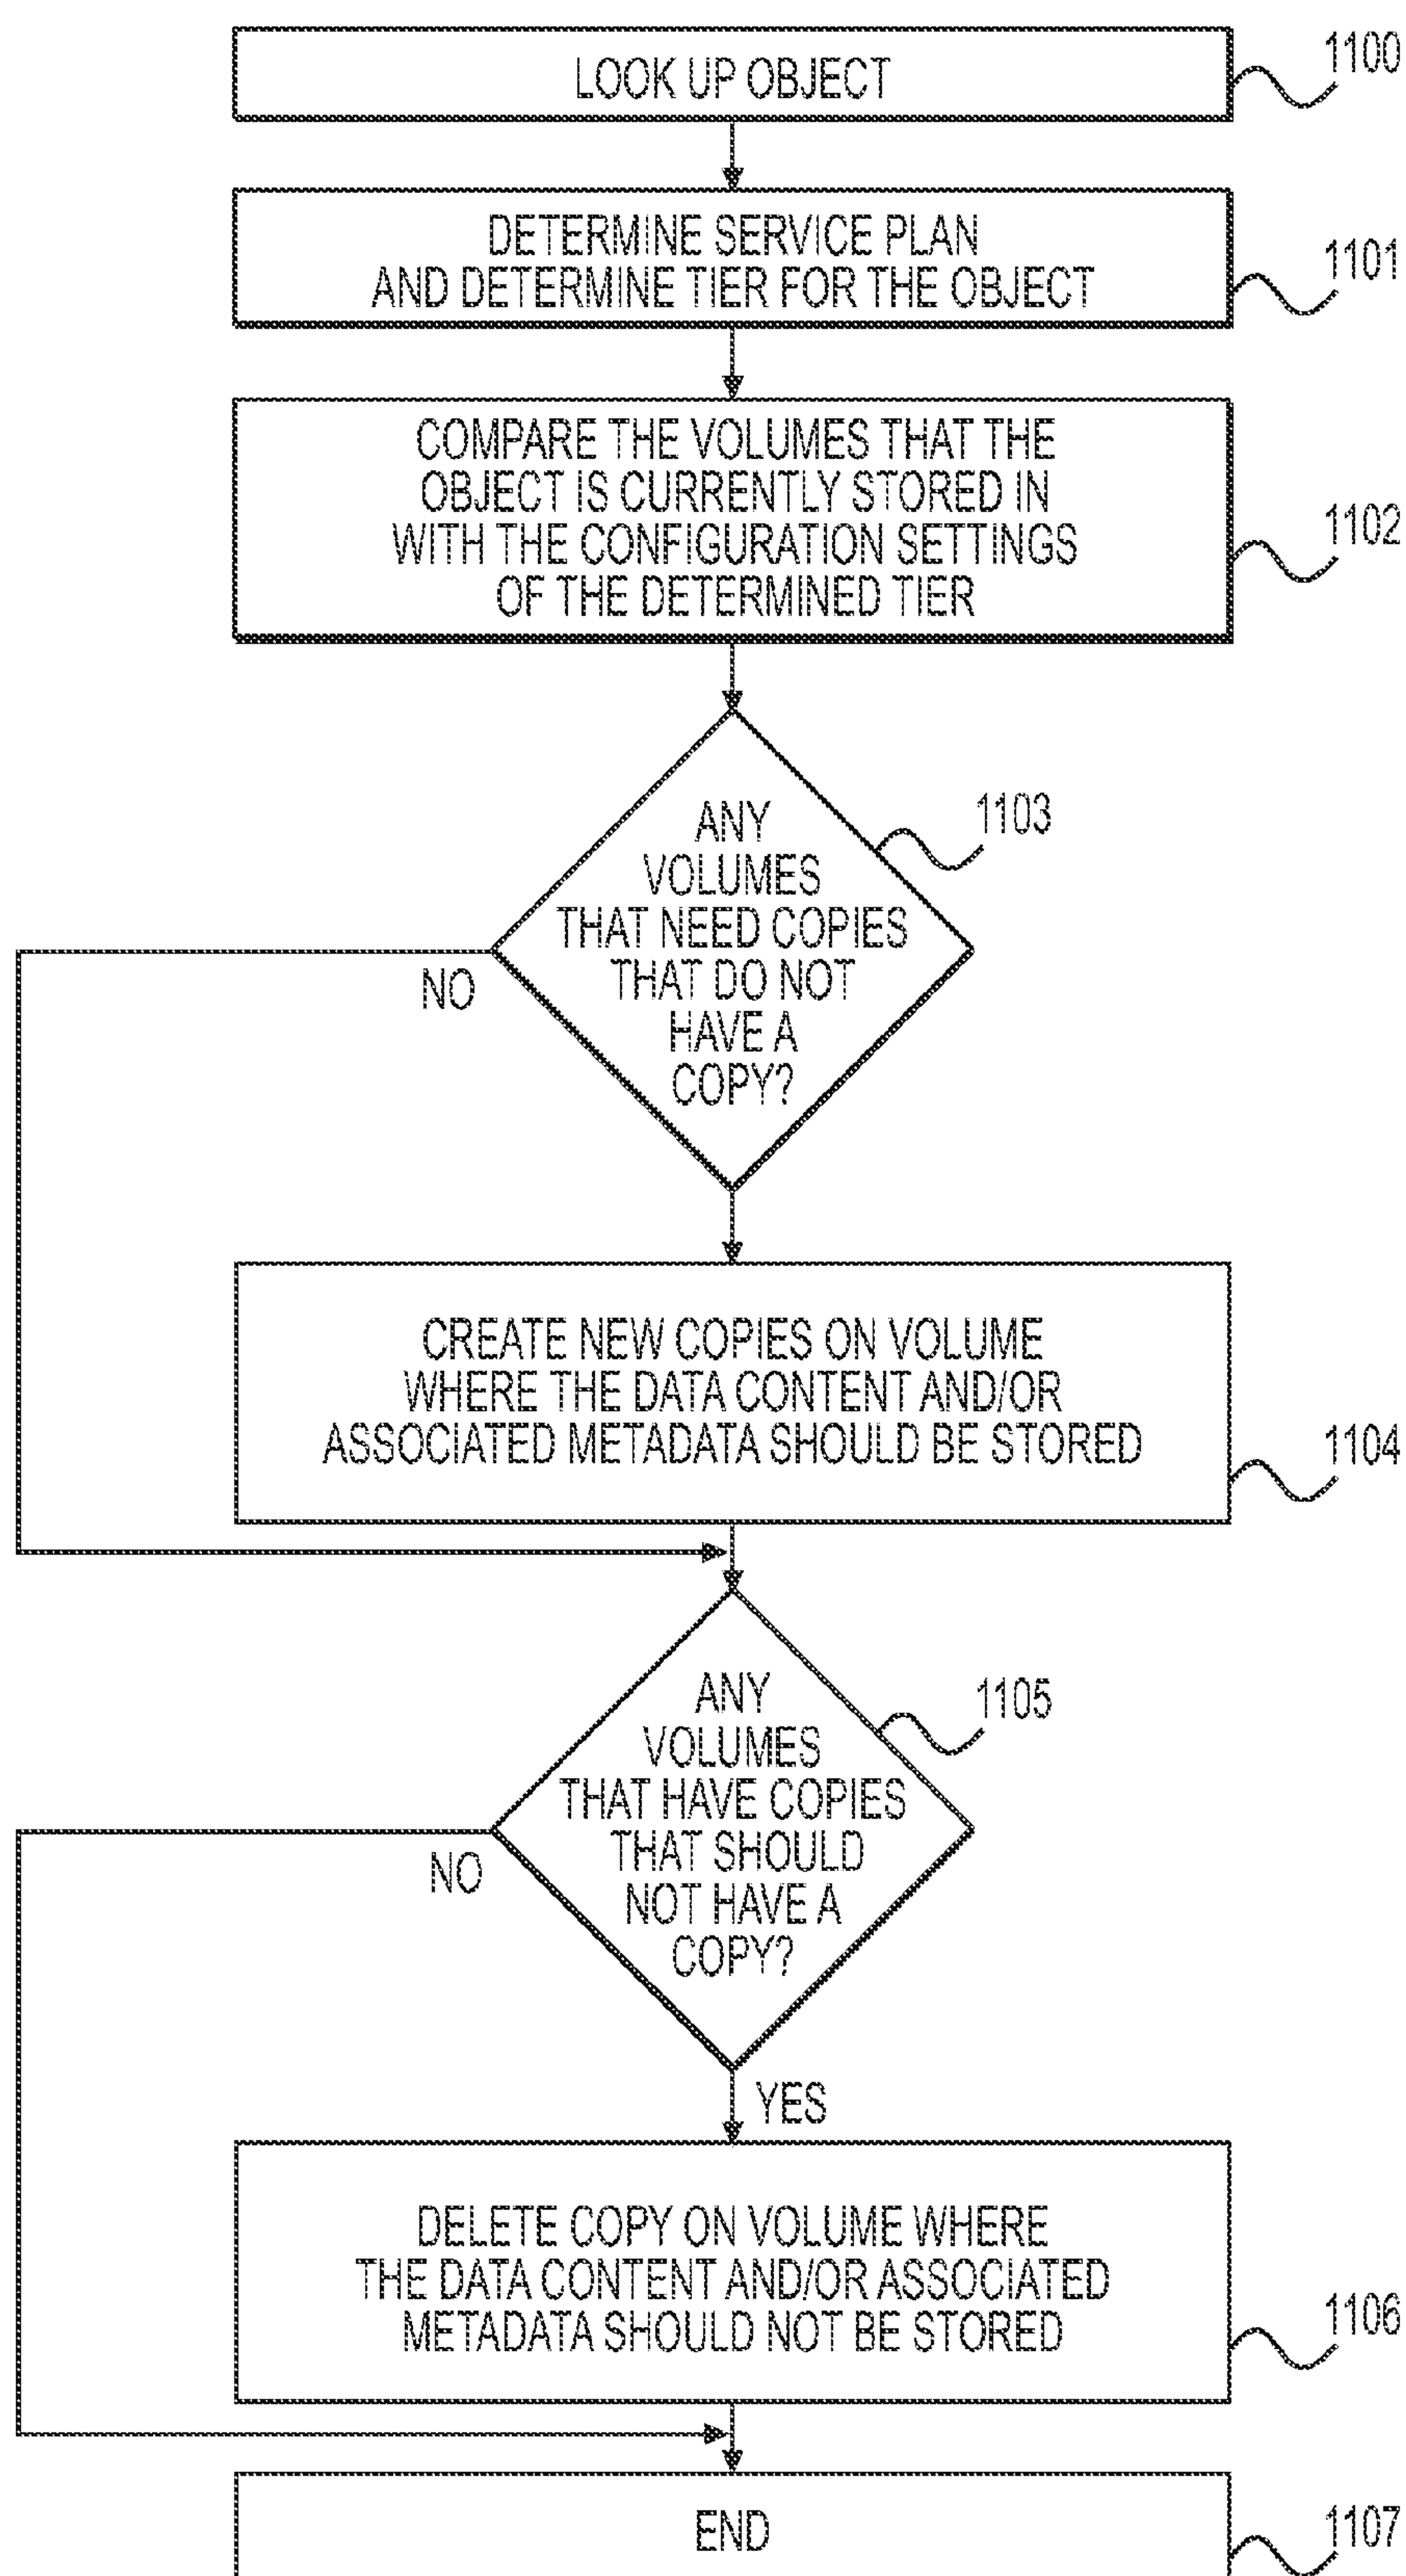 LOOK UP OBJECT
1100
DETERMINE SERVICE PLAN
AND DETERMINE TIER FOR THE OBJECT
1101
COMPARE THE VOLUMES THAT THE
OBJECT IS CURRENTLY STORED IN
WITH THE CONFIGURATION SETTINGS
OF THE DETERMINED TIER
1102
ANY
VOLUMES
THAT NEED COPIES
THAT DO NOT
HAVE A
COPY?
1103
NO
CREATE NEW COPIES ON VOLUME
WHERE THE DATA CONTENT AND/OR
ASSOCIATED METADATA SHOULD BE STORED
1104
ANY
VOLUMES
THAT HAVE COPIES
THAT SHOULD
NOT HAVE A
COPY?
1105
NO
YES
DELETE COPY ON VOLUME WHERE
THE DATA CONTENT AND/OR ASSOCIATED
METADATA SHOULD NOT BE STORED
1106
END
1107